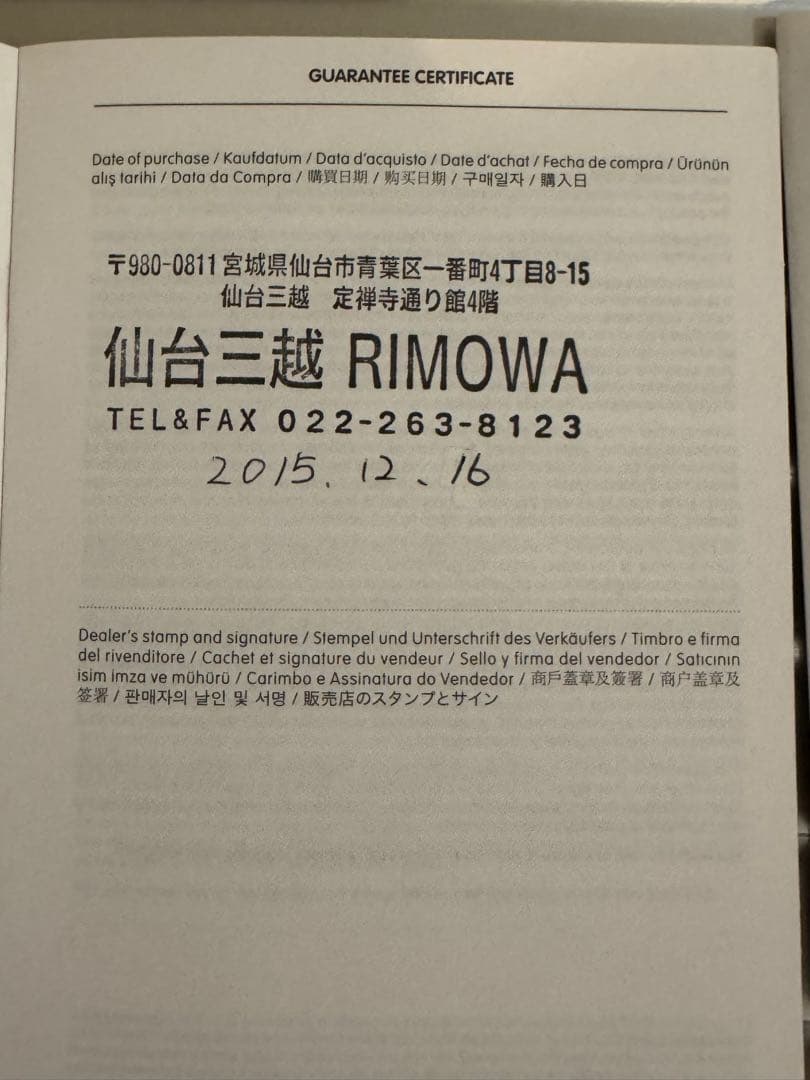 GUARANTEE CERTIFICATE
Date of purchase / Kaufdatum / Data d'acquisto / Date d'achat / Fecha de compra / Ürünün
alış tarihi / Data da Compra / 購買日期 / 购买日期 / 구매일자 / 購入日
〒980-0811 宮城県仙台市青葉区一番町4丁目8-15
仙台三越 定禅寺通り館4階
仙台三越 RIMOWA
TEL&FAX 022-263-8123
2015. 12、16
Dealer's stamp and signature / Stempel und Unterschrift des Verkäufers / Timbro e firma
del rivenditore / Cachet et signature du vendeur / Sello y firma del vendedor / Satıcının
isim imza ve mühürü / Carimbo e Assinatura do Vendedor / 商戶蓋章及簽署 / 商户盖章及
签署 / 판매자의 날인 및 서명 / 販売店のスタンプとサイン